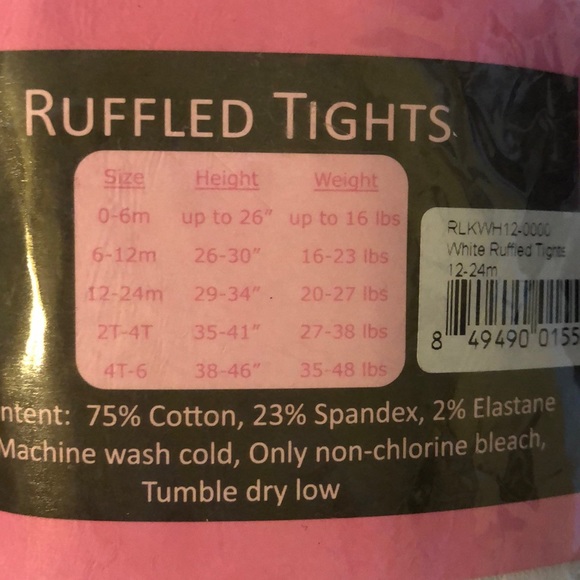 RUFFLED TIGHTS
Size Height Weight
0-6m up to 26" up to 16 lbs
6-12m 26-30" 16-23 lbs
12-24m 29-34" 20-27 lbs
2T-4T 35-41" 27-38 lbs
4T-6 38-46" 35-48 lbs
RLKWH12-0000
White Ruffled Tights
12-24m
8 49490 0155
ntent: 75% Cotton, 23% Spandex, 2% Elastane
Machine wash cold, Only non-chlorine bleach,
Tumble dry low